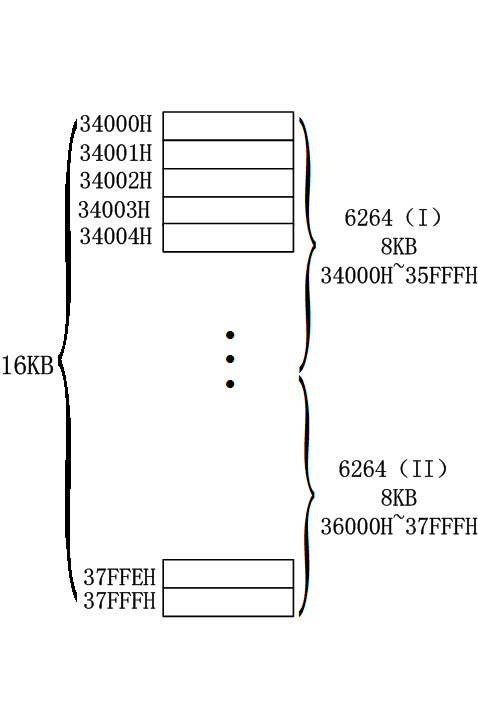 34000H
34001H
34002H
34003H
34004H
6264（I）
8KB
34000H~35FFFH
16KB
6264（II）
8KB
36000H~37FFFH
37FFEH
37FFFH